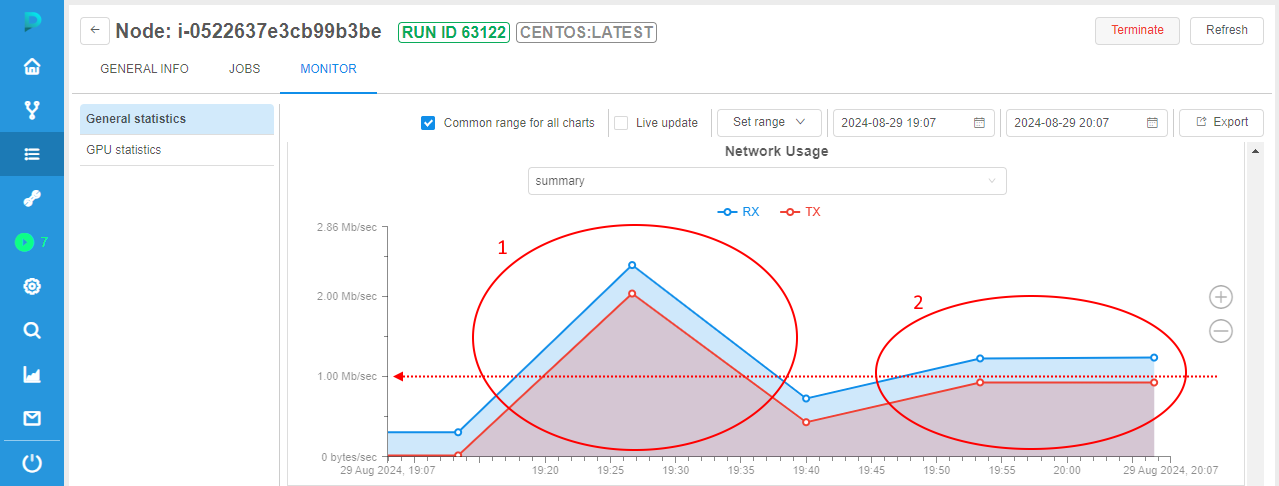 Node: i-0522637e3cb99b3be RUN ID 63122 CENTOS:LATEST Terminate Refresh
GENERAL INFO JOBS MONITOR
General statistics
GPU statistics
7
Common range for all charts Live update Set range 2024-08-29 19:07 2024-08-29 20:07 Export
Network Usage
summary
RX TX
2.86 Mb/sec
2.00 Mb/sec
1.00 Mb/sec
0 bytes/sec
1
2
29 Aug 2024, 19:07 19:20 19:25 19:30 19:35 19:40 19:45 19:50 19:55 20:00 29 Aug 2024, 20:07